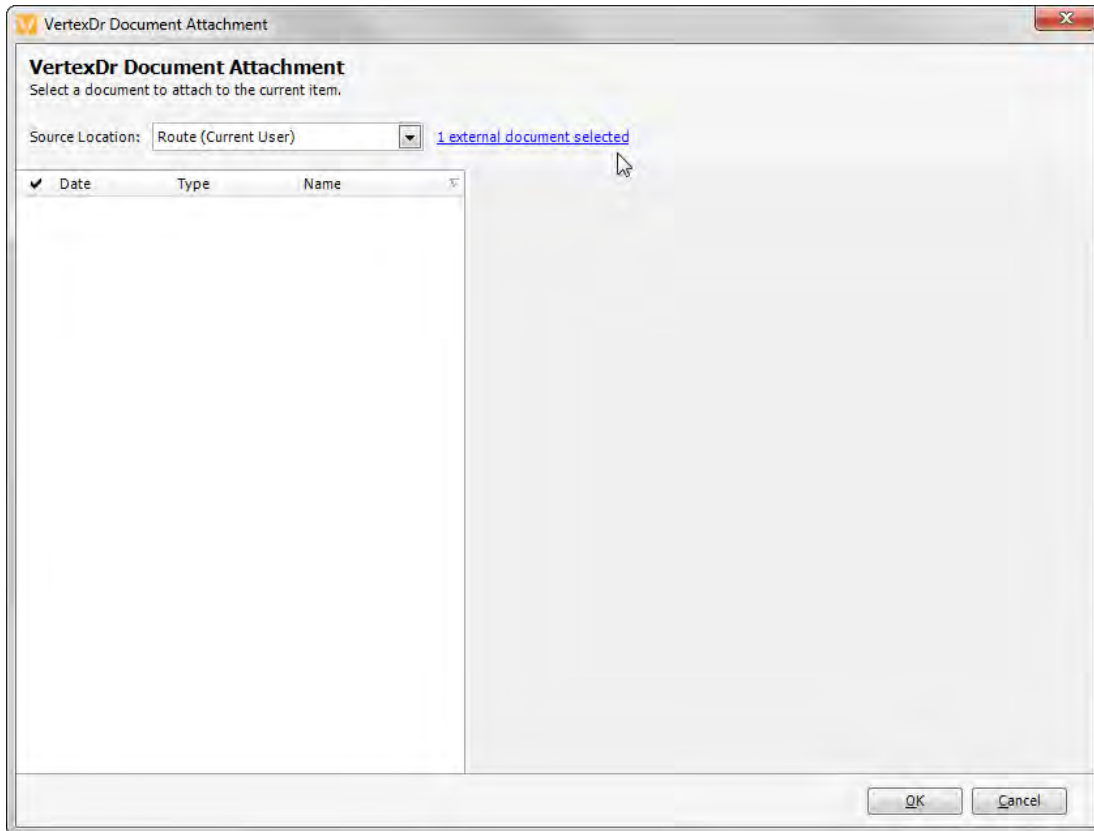 VertexDr Document Attachment
VertexDr Document Attachment
Select a document to attach to the current item.
Source Location: Route (Current User) 1 external document selected
Date Type Name
OK Cancel